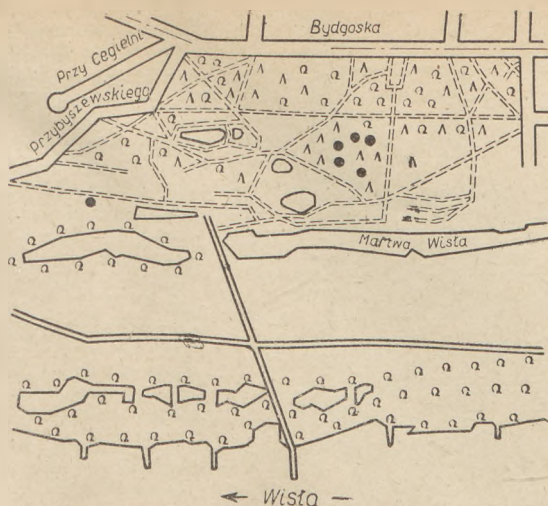 Bydgoska
Przy Cegielni
Przybyszewskiego
Martwa Wisła
← Wisła —